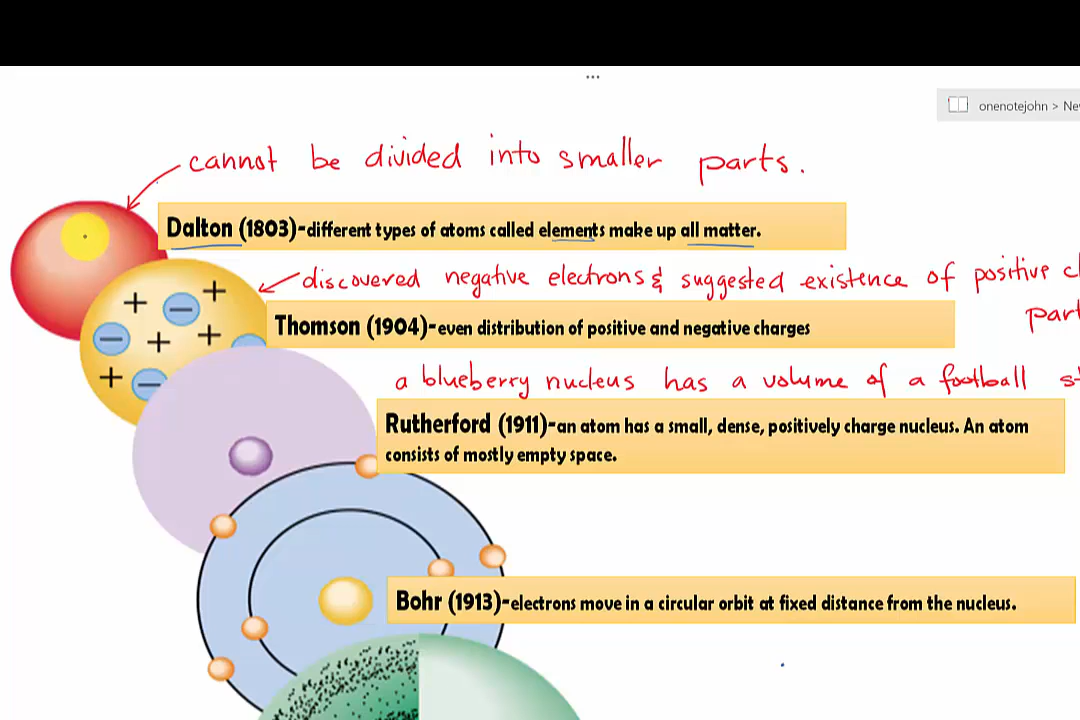 ...
onenotejohn >
cannot be divided into smaller parts.
Dalton (1803)-different types of atoms called elements make up all matter.
discovered negative electrons & suggested existence of positive
Thomson (1904)-even distribution of positive and negative charges
a blueberry nucleus has a volume of a football
Rutherford (1911)-an atom has a small, dense, positively charge nucleus. An atom
consists of mostly empty space.
Bohr (1913)-electrons move in a circular orbit at fixed distance from the nucleus.